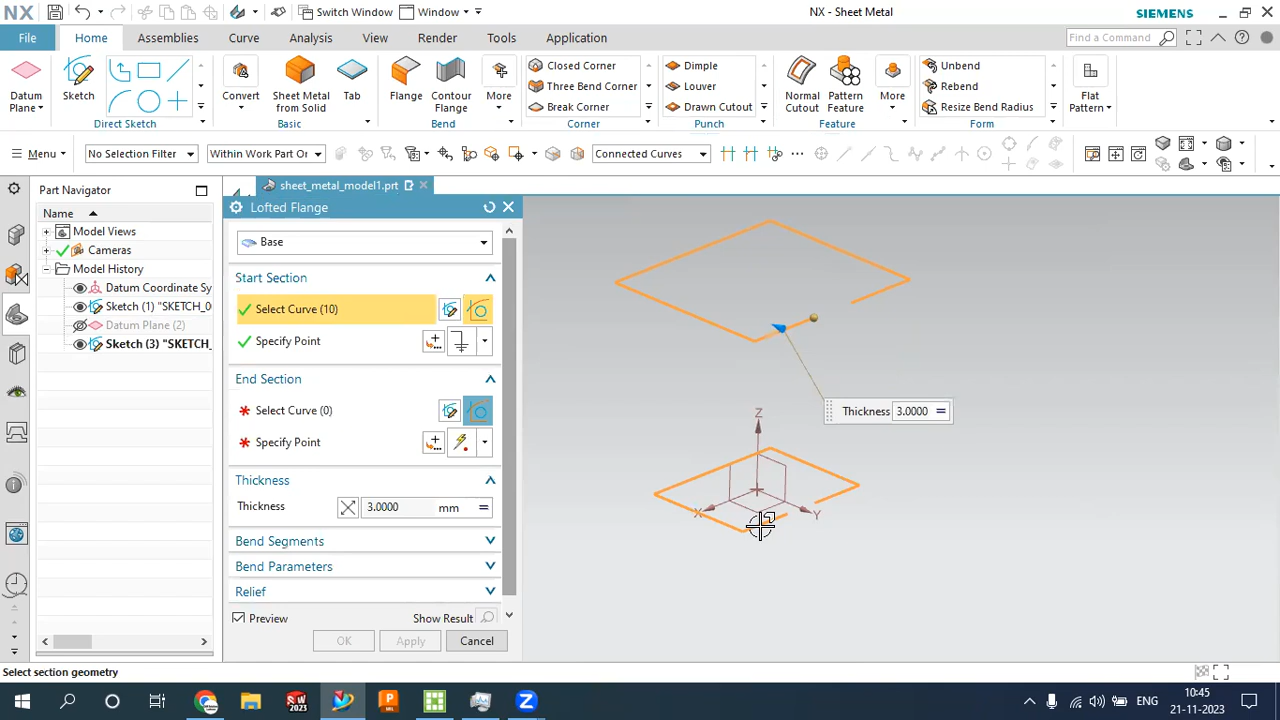 NX
Switch Window
Window
NX - Sheet Metal
SIEMENS
File
Home
Assemblies
Curve
Analysis
View
Render
Tools
Application
Find a Command
Datum
Plane
Sketch
Direct Sketch
Convert
Sheet Metal
from Solid
Tab
Basic
Flange
Contour
Flange
More
Bend
Closed Corner
Three Bend Corner
Break Corner
Corner
Dimple
Louver
Drawn Cutout
Punch
Normal
Cutout
Pattern
Feature
More
Feature
Unbend
Rebend
Resize Bend Radius
Form
Flat
Pattern
Menu
No Selection Filter
Within Work Part On
Connected Curves
Part Navigator
sheet_metal_model1.prt
Name
Model Views
Cameras
Model History
Datum Coordinate Sy
Sketch (1) "SKETCH_0
Datum Plane (2)
Sketch (3) "SKETCH_
Lofted Flange
Base
Start Section
Select Curve (10)
Specify Point
End Section
Select Curve (0)
Specify Point
Thickness
Thickness
3.0000
mm
=
Bend Segments
Bend Parameters
Relief
Preview
Show Result
OK
Apply
Cancel
Thickness 3.0000 =
Z
X
Y
Select section geometry
SW
2023
P
ENG
10:45
21-11-2023